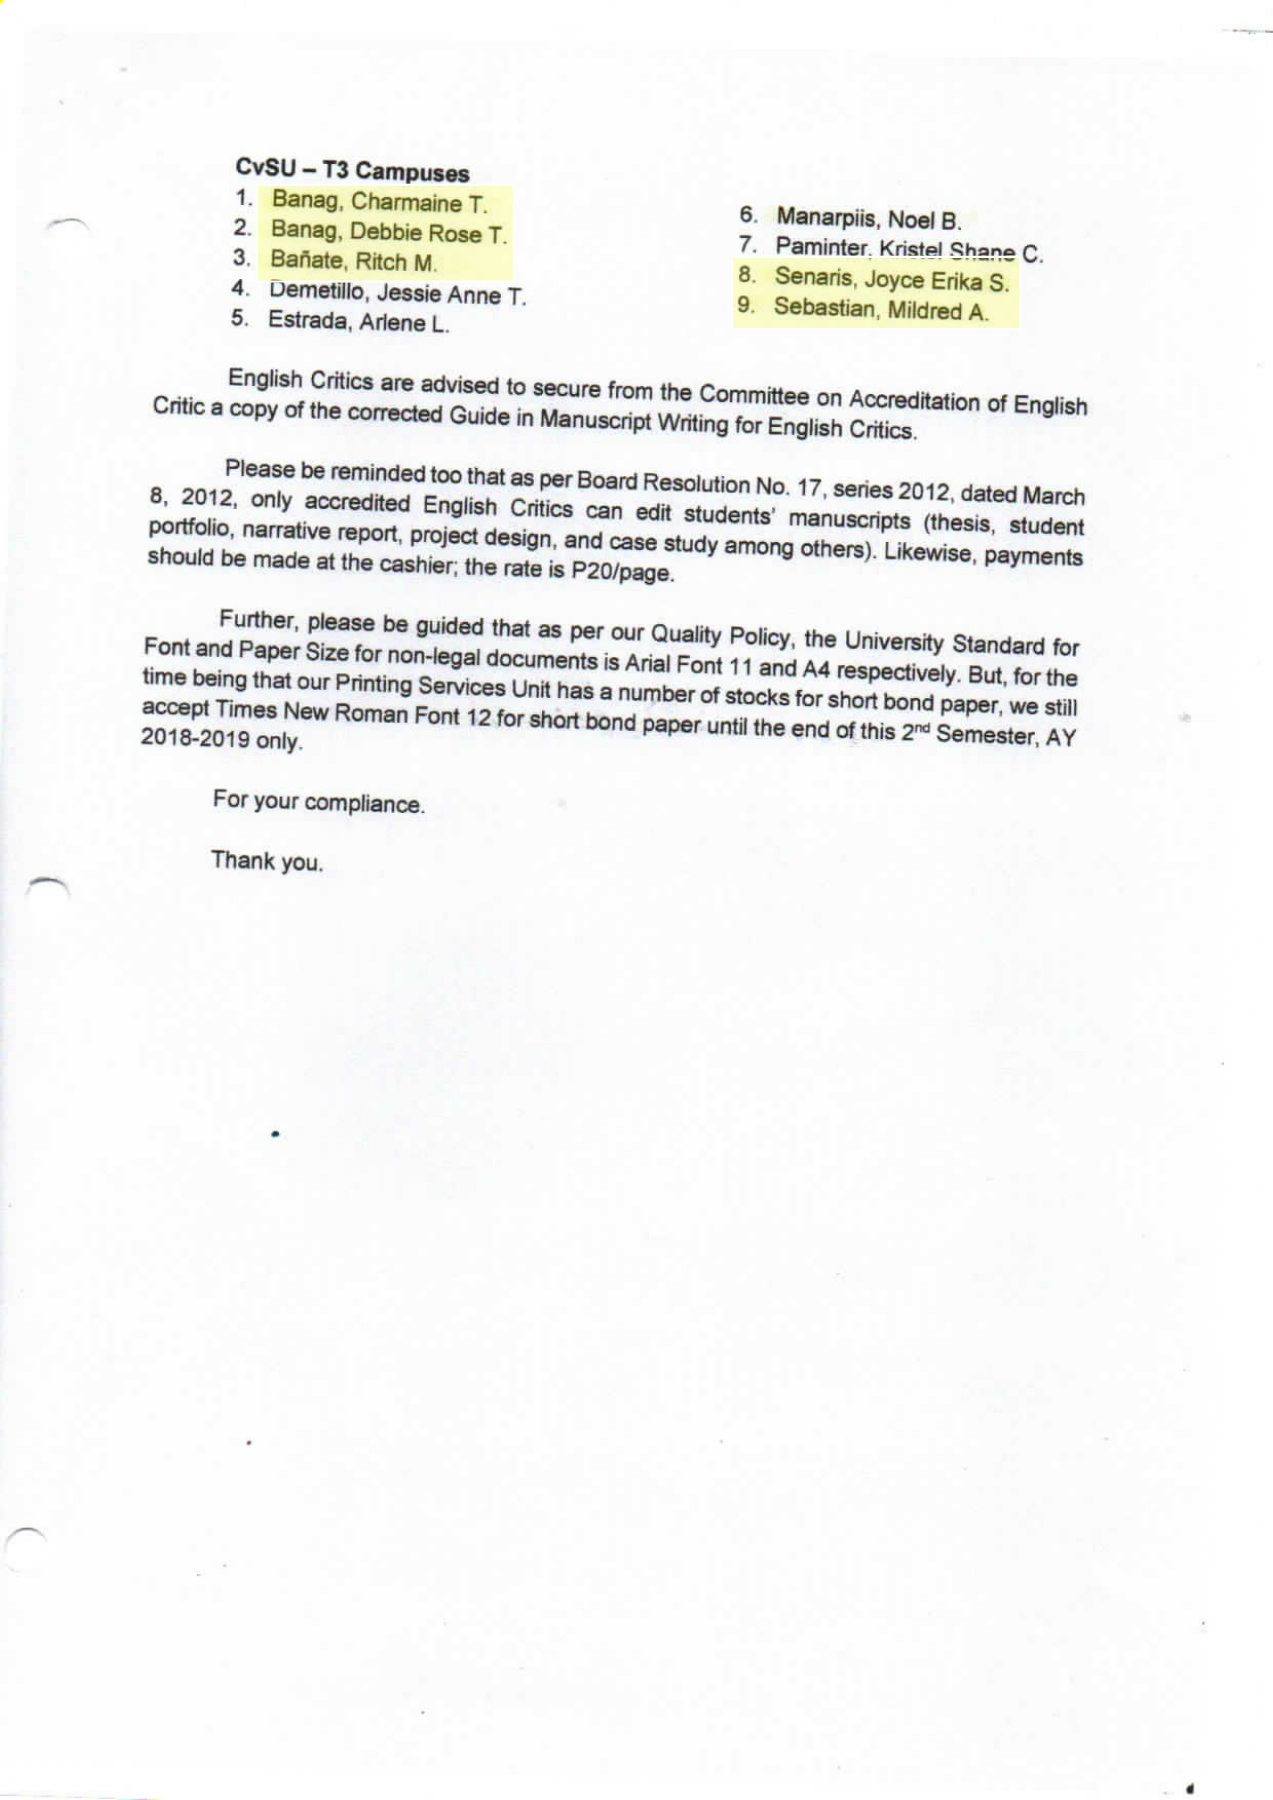 CvSU – T3 Campuses
1. Banag, Charmaine T.
2. Banag, Debbie Rose T.
3. Bañate, Ritch M.
4. Demetillo, Jessie Anne T.
5. Estrada, Arlene L.
6. Manarpiis, Noel B.
7. Paminter, Kristel Shane C.
8. Senaris, Joyce Erika S.
9. Sebastian, Mildred A.
English Critics are advised to secure from the Committee on Accreditation of English
Critic a copy of the corrected Guide in Manuscript Writing for English Critics.
Please be reminded too that as per Board Resolution No. 17, series 2012, dated March
8, 2012, only accredited English Critics can edit students' manuscripts (thesis, student
portfolio, narrative report, project design, and case study among others). Likewise, payments
should be made at the cashier; the rate is P20/page.
Further, please be guided that as per our Quality Policy, the University Standard for
Font and Paper Size for non-legal documents is Arial Font 11 and A4 respectively. But, for the
time being that our Printing Services Unit has a number of stocks for short bond paper, we still
accept Times New Roman Font 12 for short bond paper until the end of this 2nd Semester, AY
2018-2019 only.
For your compliance.
Thank you.